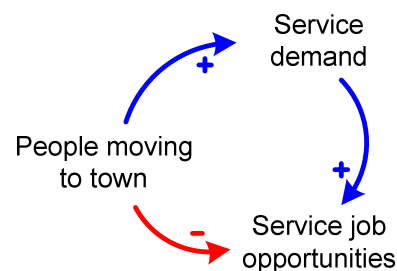 Service
demand
+
People moving
to town
+
-
Service job
opportunities